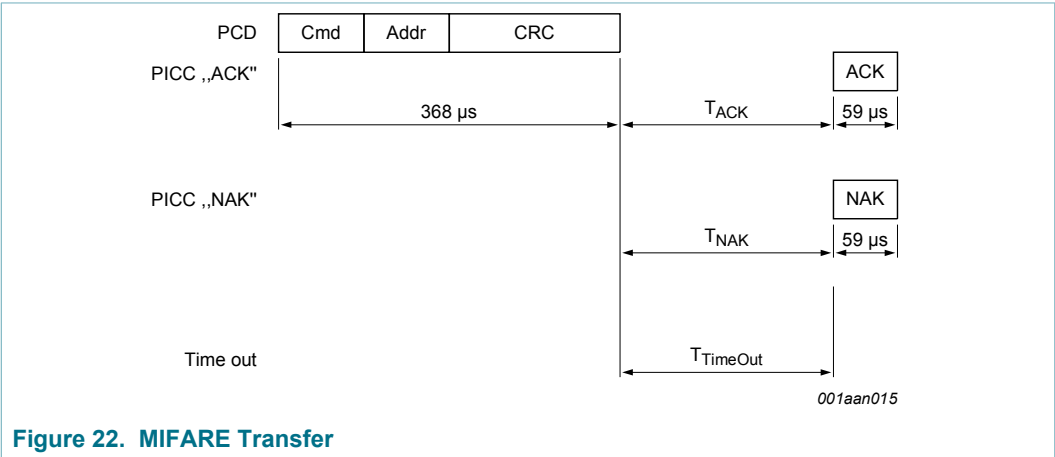 PCD Cmd Addr CRC
PICC ,,ACK" ACK
368 µs TACK 59 µs
PICC ,,NAK" NAK
TNAK 59 µs
Time out TTimeOut
001aan015
Figure 22. MIFARE Transfer